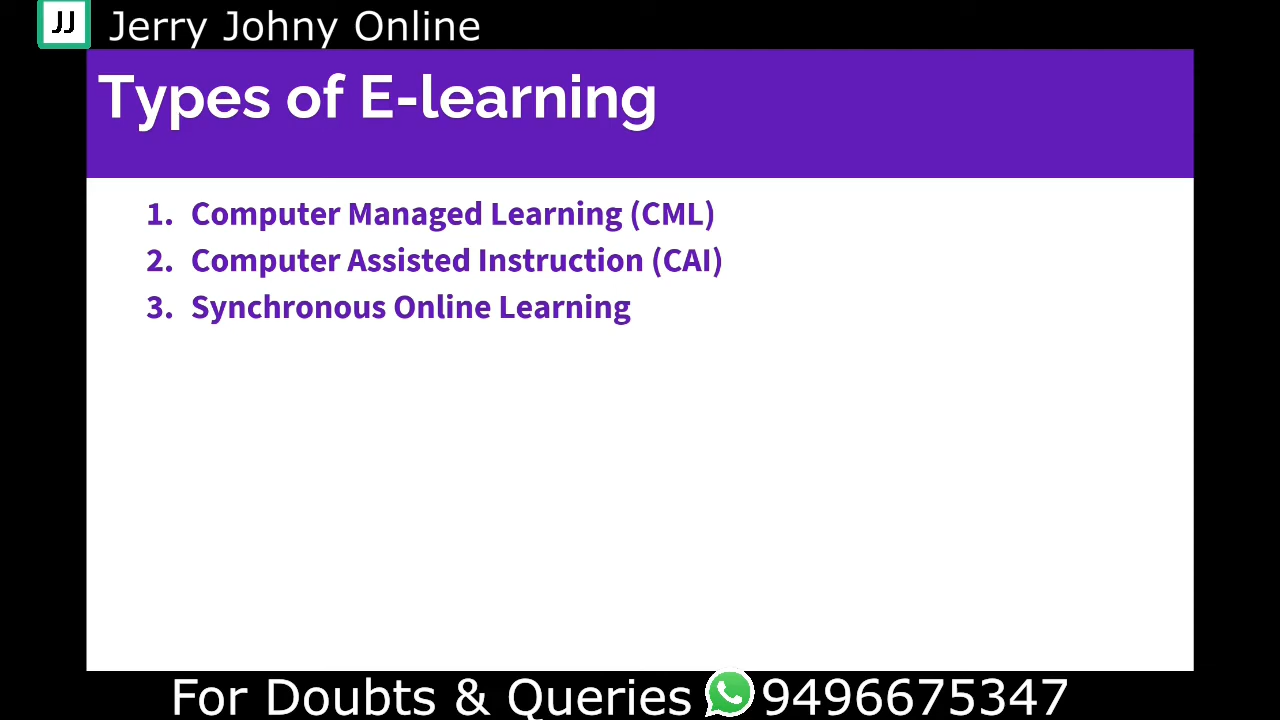 JJ Jerry Johny Online
Types of E-learning
1. Computer Managed Learning (CML)
2. Computer Assisted Instruction (CAI)
3. Synchronous Online Learning
For Doubts & Queries 9496675347